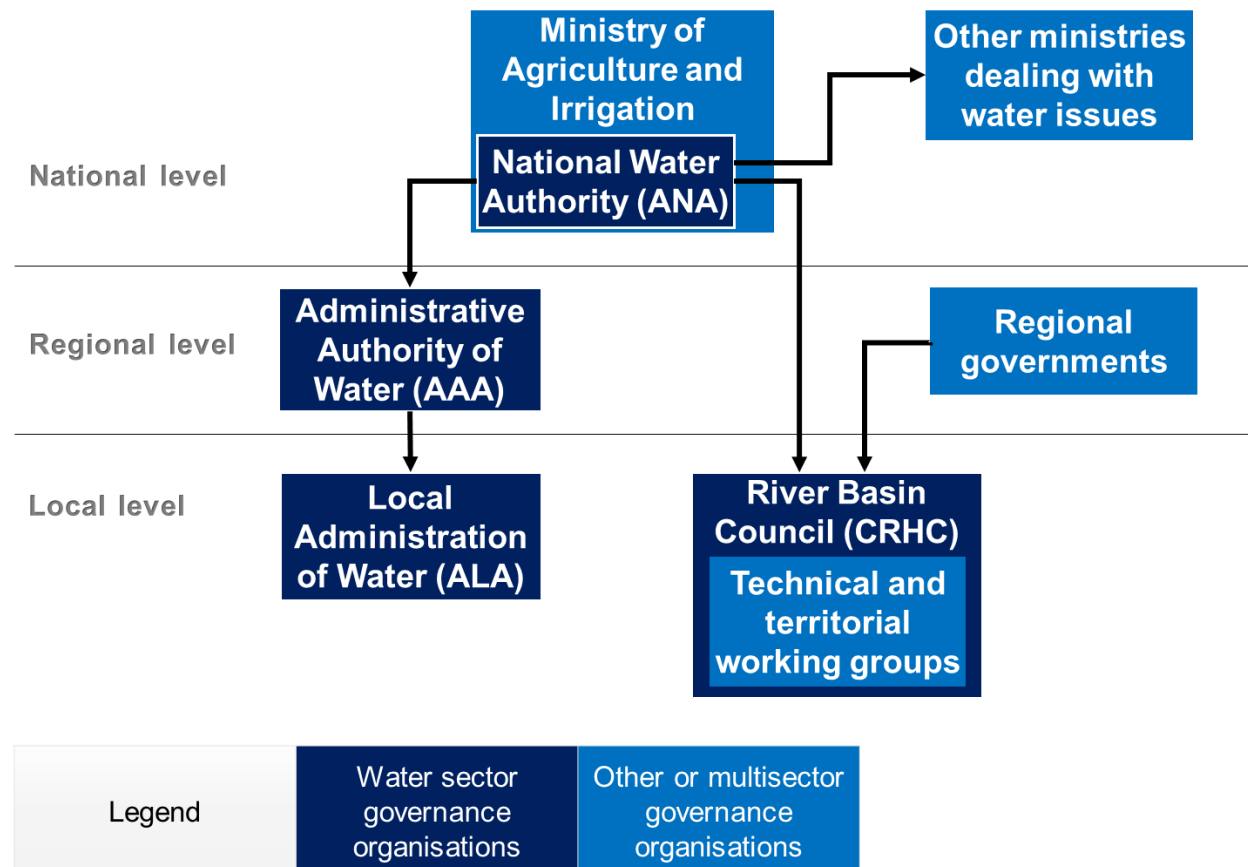 Ministry of
Agriculture and
Irrigation
Other ministries
dealing with
water issues
National level
National Water
Authority (ANA)
Regional level
Administrative
Authority of
Water (AAA)
Regional
governments
Local level
Local
Administration
of Water (ALA)
River Basin
Council (CRHC)
Technical and
territorial
working groups
Legend
Water sector
governance
organisations
Other or multisector
governance
organisations